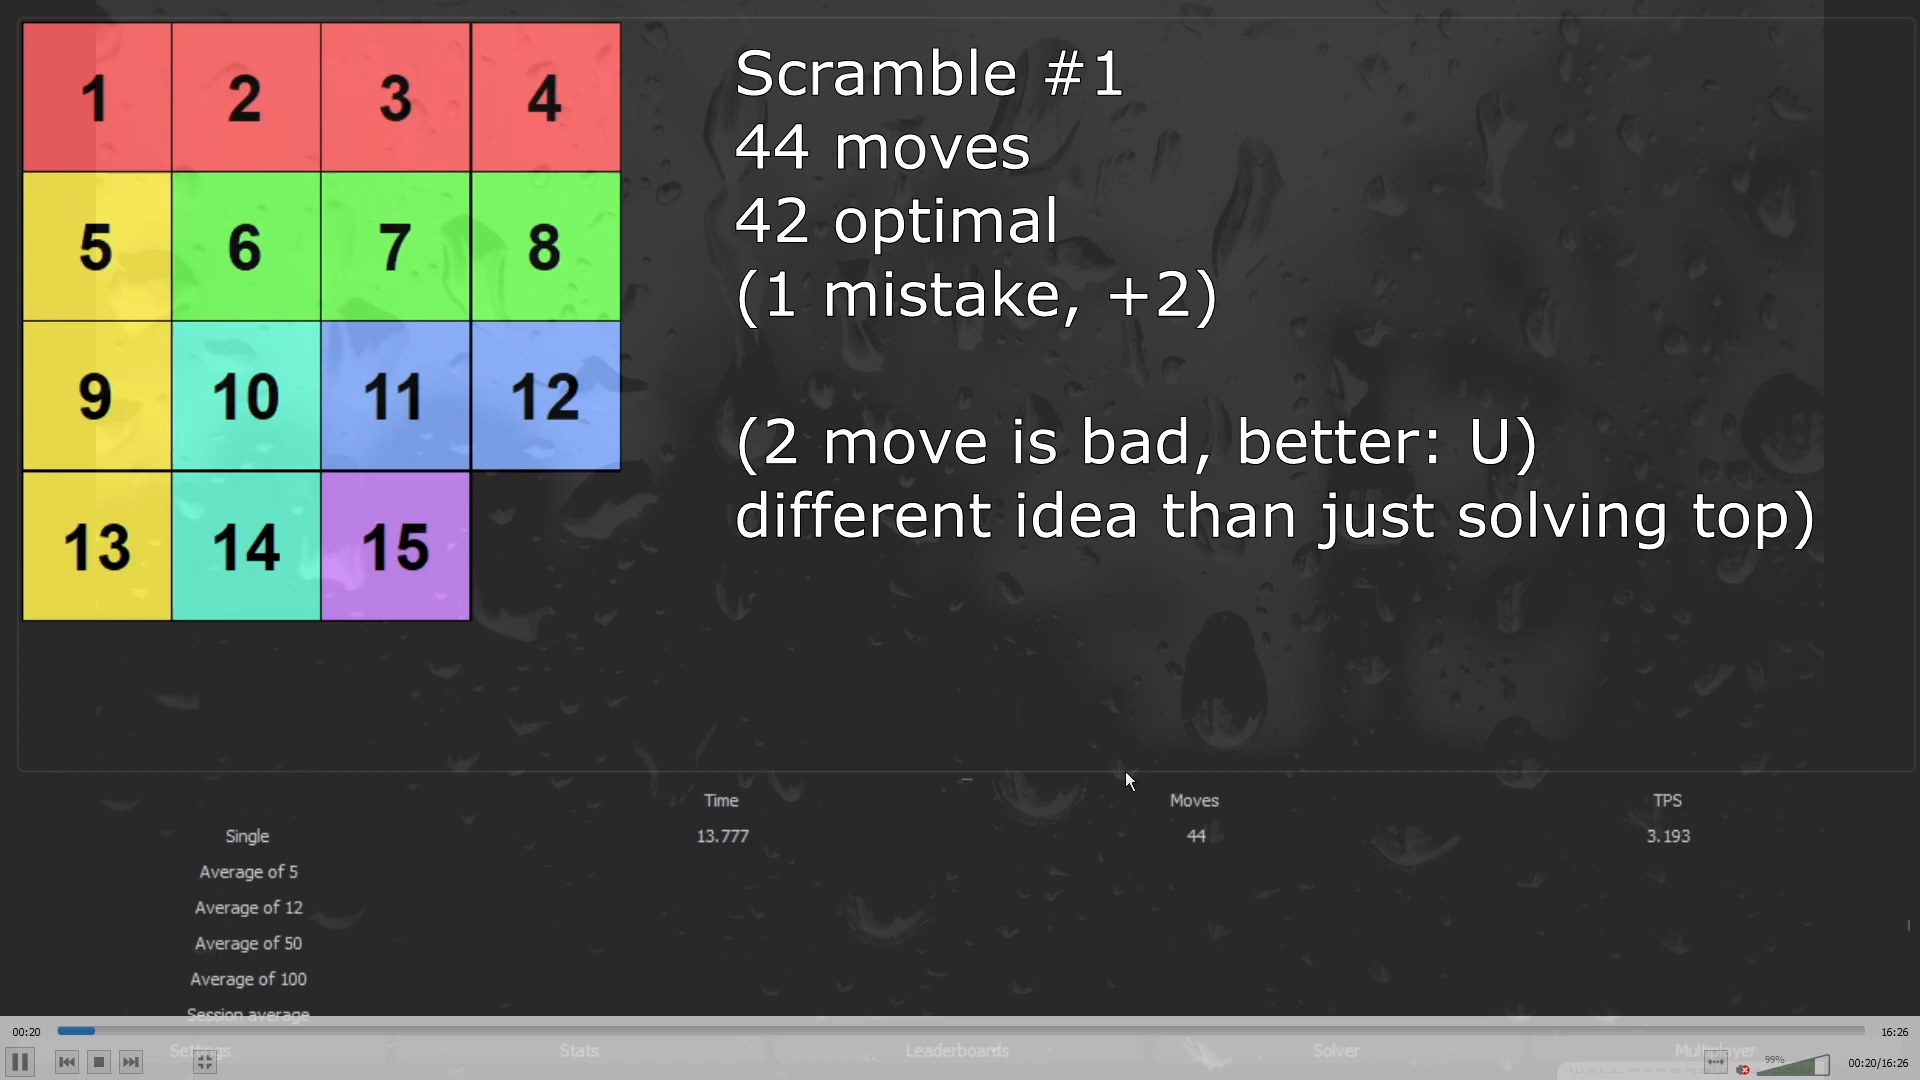 1 2 3 4
5 6 7 8
9 10 11 12
13 14 15
Scramble #1
44 moves
42 optimal
(1 mistake, +2)
(2 move is bad, better: U)
different idea than just solving top)
Time Moves TPS
Single 13.777 44 3.193
Average of 5
Average of 12
Average of 50
Average of 100
Session average
00:20 16:26
Settings Stats Leaderboards Solver Multiplayer
99% 00:20/16:26